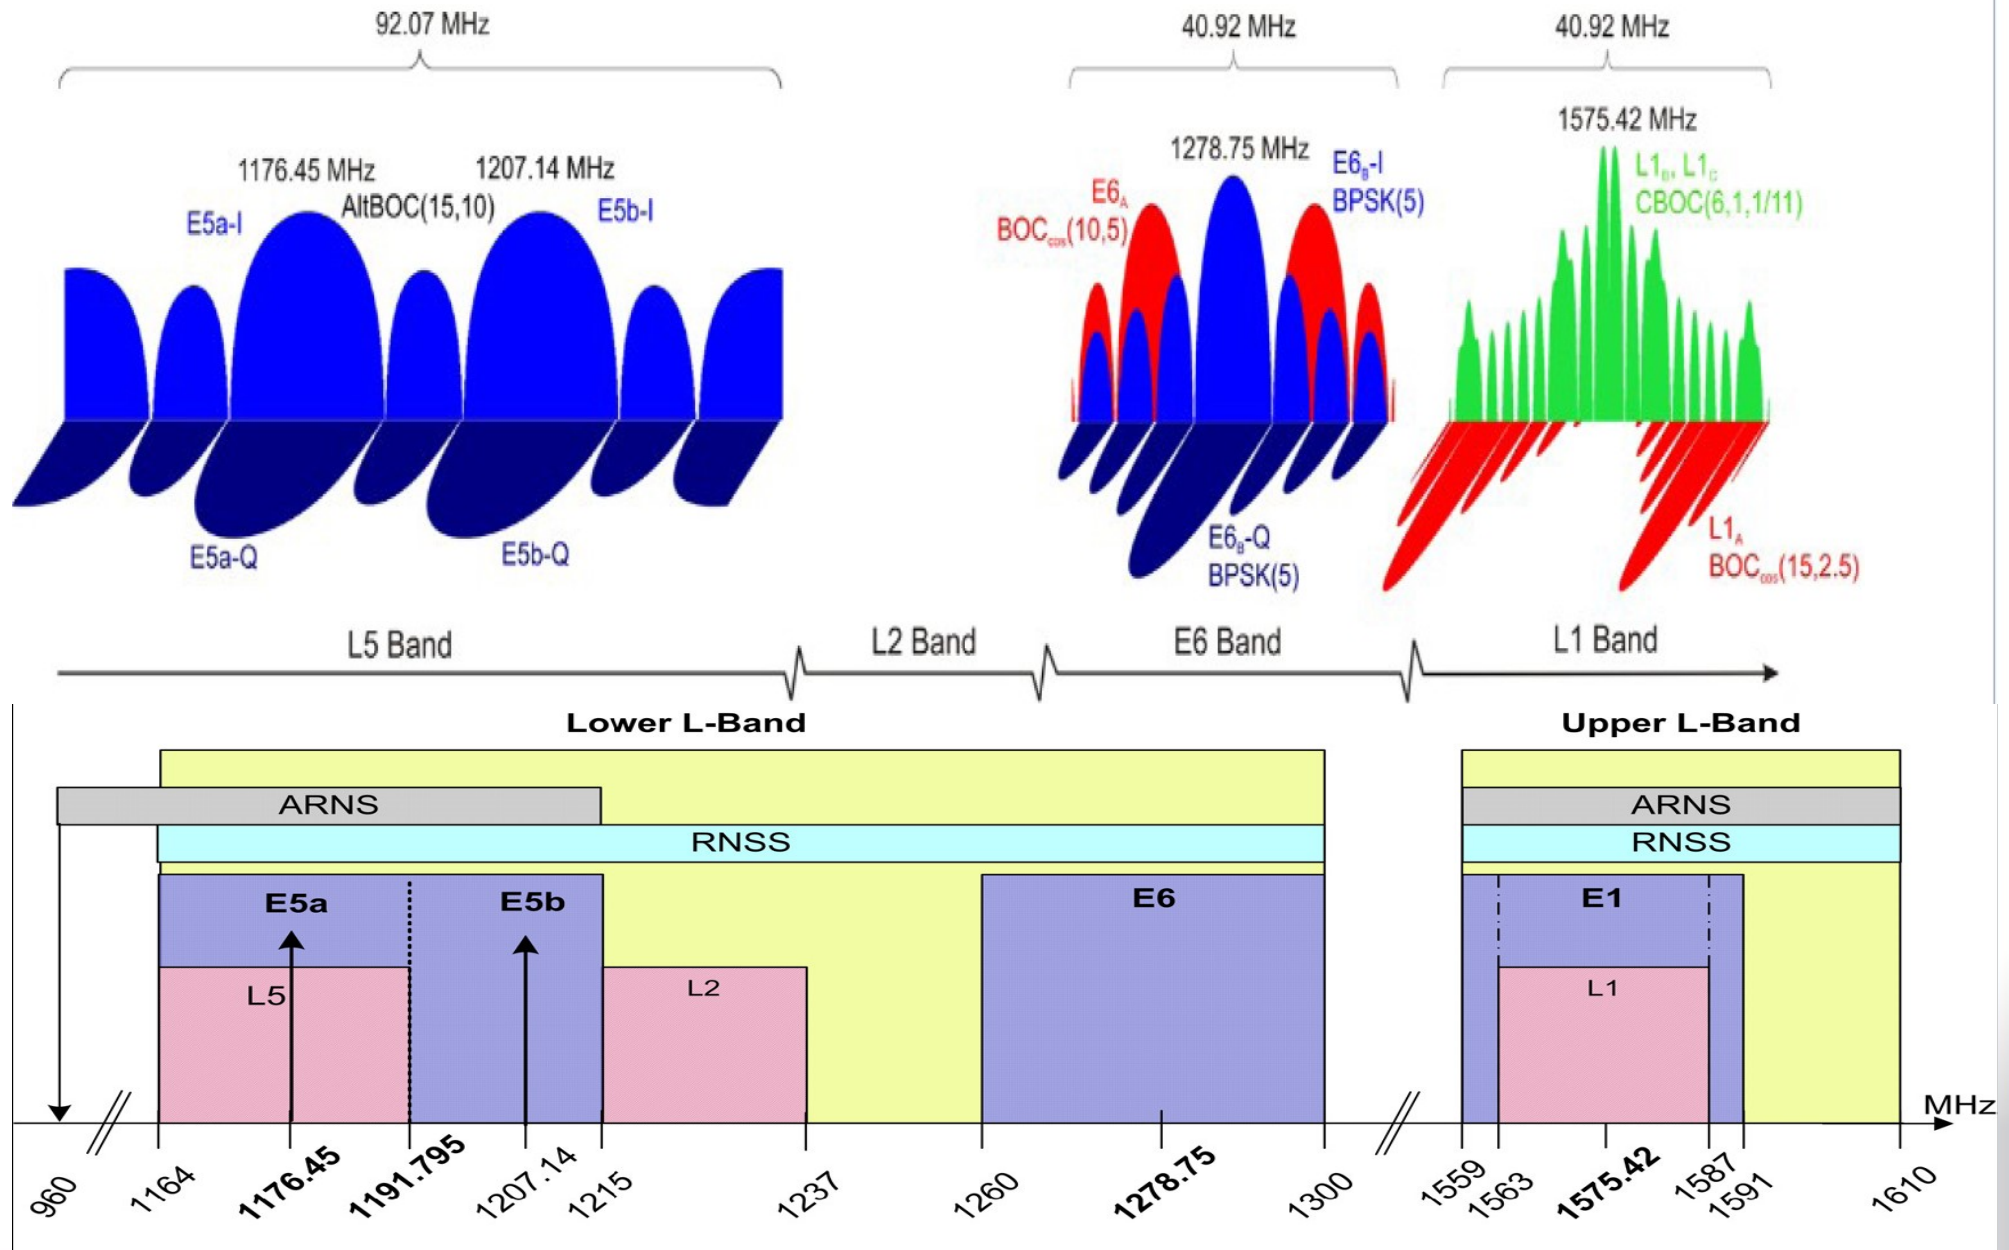 92.07 MHz
40.92 MHz
40.92 MHz
1575.42 MHz
1278.75 MHz
1176.45 MHz
1207.14 MHz
AltBOC(15,10)
E5a-I
E5b-I
E6A
BOCcos(10,5)
E6B-I
BPSK(5)
L1B, L1C
CBOC(6,1,1/11)
E5a-Q
E5b-Q
E6B-Q
BPSK(5)
L1A
BOCcos(15,2.5)
L5 Band
L2 Band
E6 Band
L1 Band
Lower L-Band
Upper L-Band
ARNS
ARNS
RNSS
RNSS
E5a
E5b
E6
E1
L5
L2
L1
MHz
960
1164
1176.45
1191.795
1207.14
1215
1237
1260
1278.75
1300
1559
1563
1575.42
1587
1591
1610